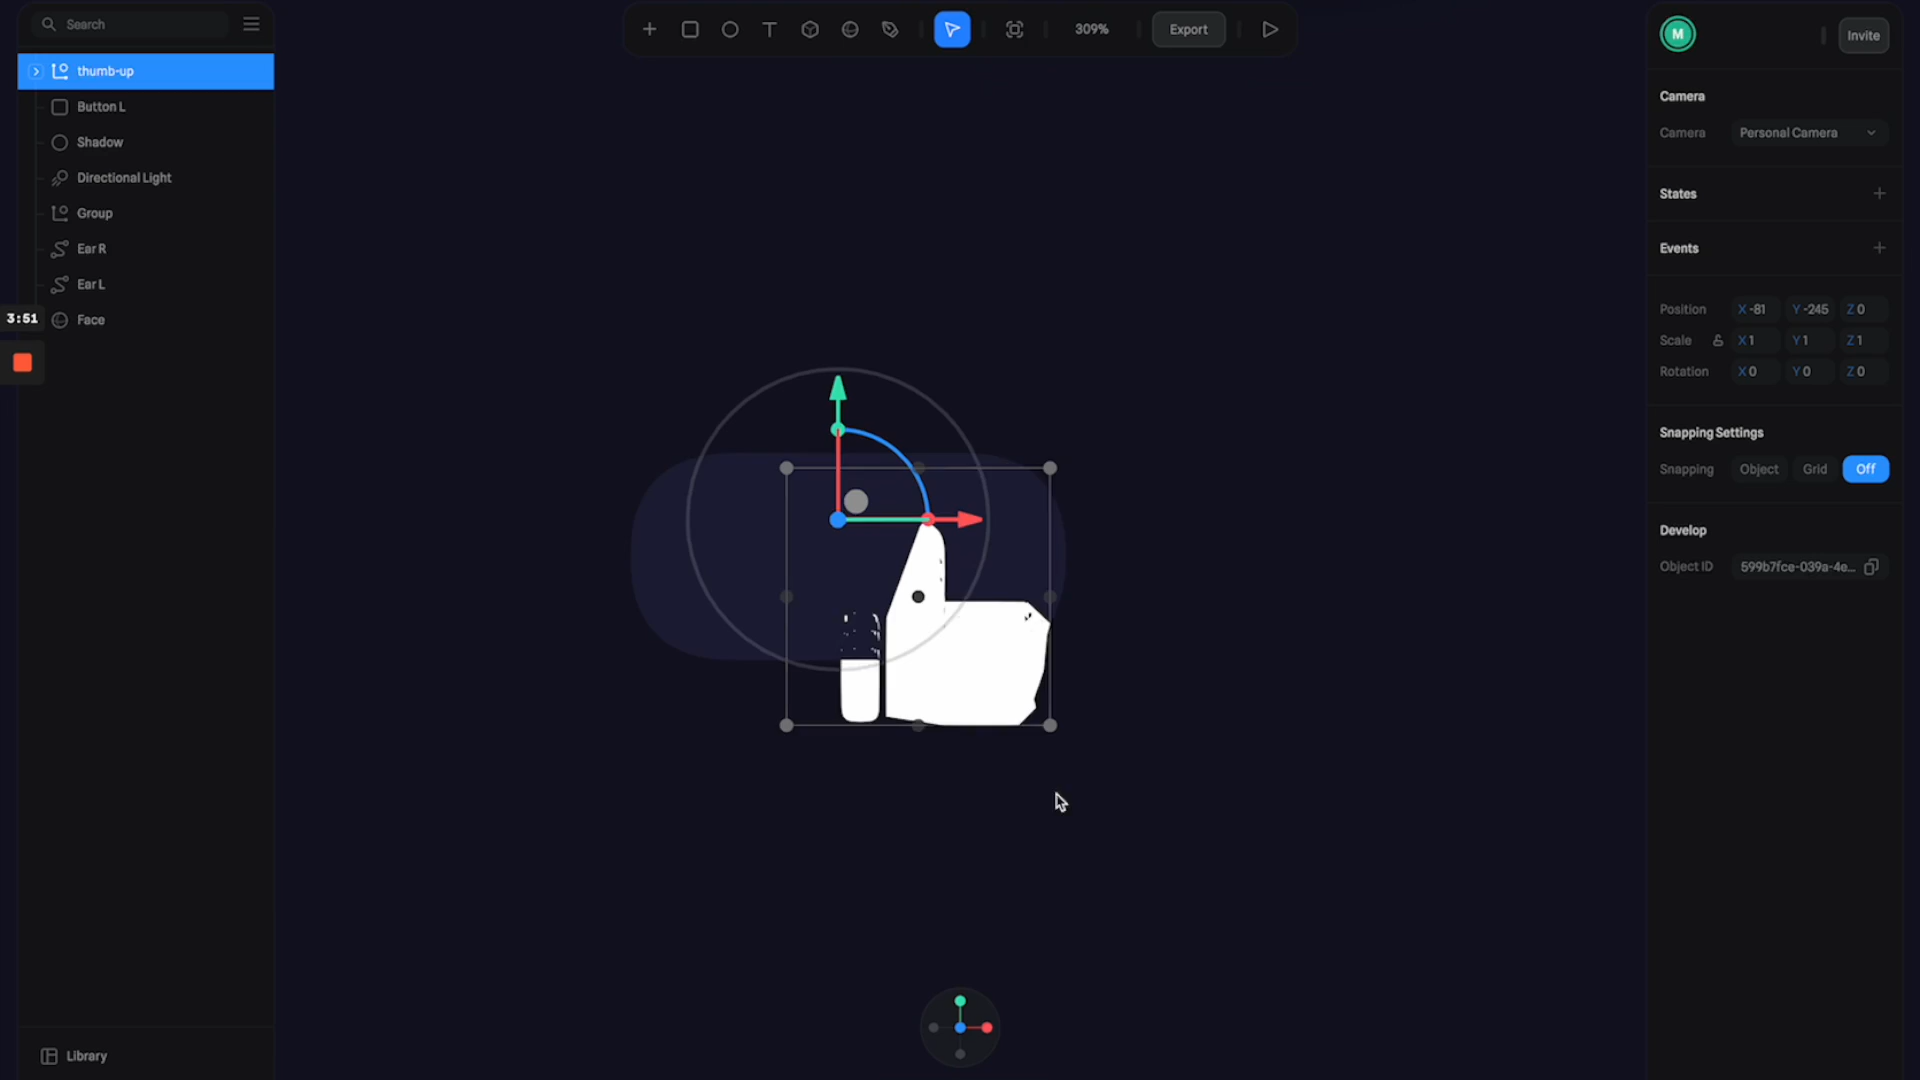 Search
309%
Export
M
Invite
thumb-up
Button L
Shadow
Directional Light
Group
Ear R
Ear L
Face
3:51
Library
Camera
Camera
Personal Camera
States
Events
Position X -81 Y -245 Z 0
Scale X 1 Y 1 Z 1
Rotation X 0 Y 0 Z 0
Snapping Settings
Snapping Object Grid Off
Develop
Object ID 599b7fce-039a-4e...